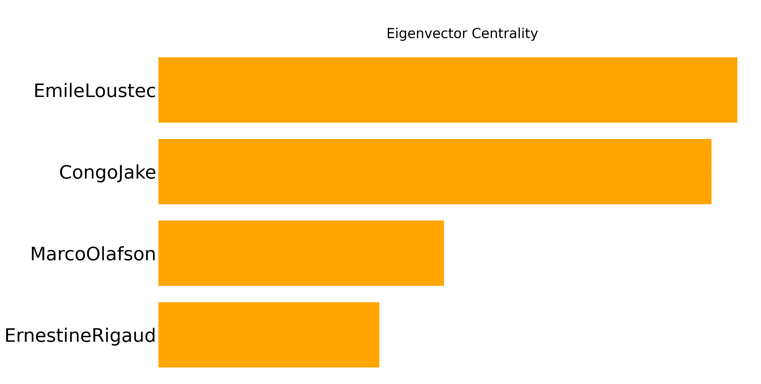 Eigenvector Centrality
EmileLoustec
CongoJake
MarcoOlafson
ErnestineRigaud